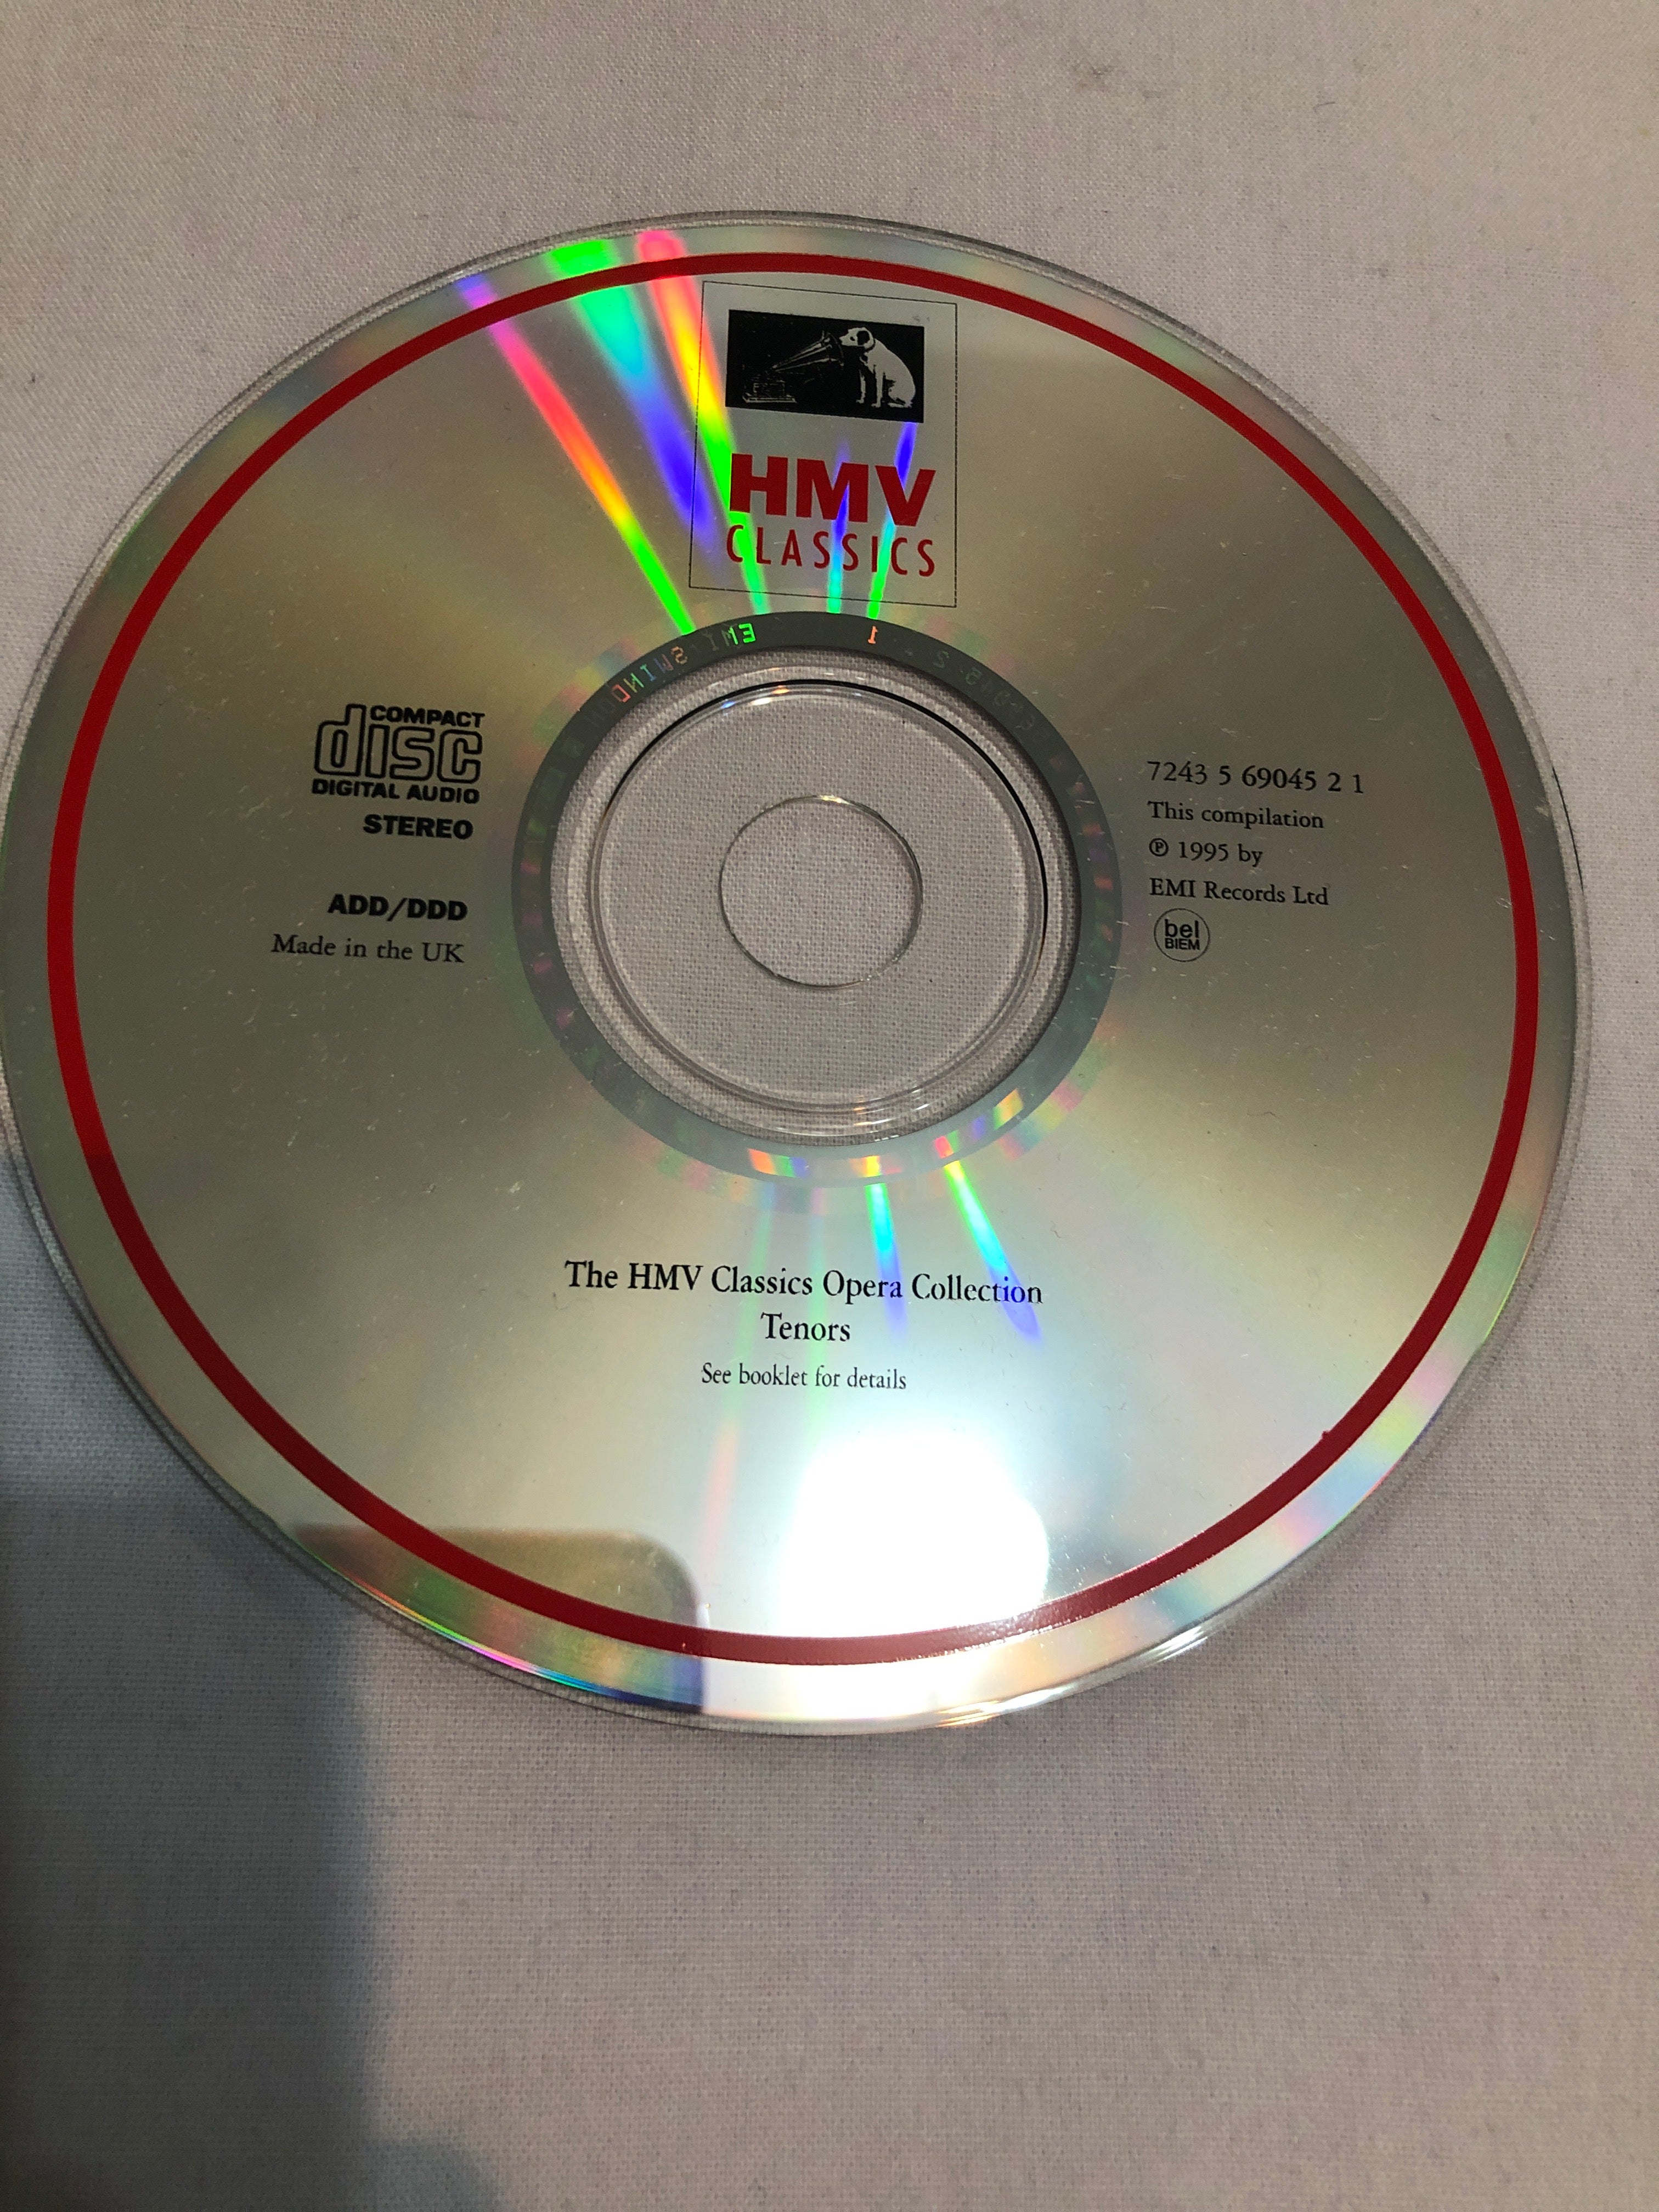 HMV
CLASSICS
EMI SWINDON
1
COMPACT
disc
DIGITAL AUDIO
STEREO
ADD/DDD
Made in the UK
7243 5 69045 2 1
This compilation
℗ 1995 by
EMI Records Ltd
bel
BIEM
The HMV Classics Opera Collection
Tenors
See booklet for details